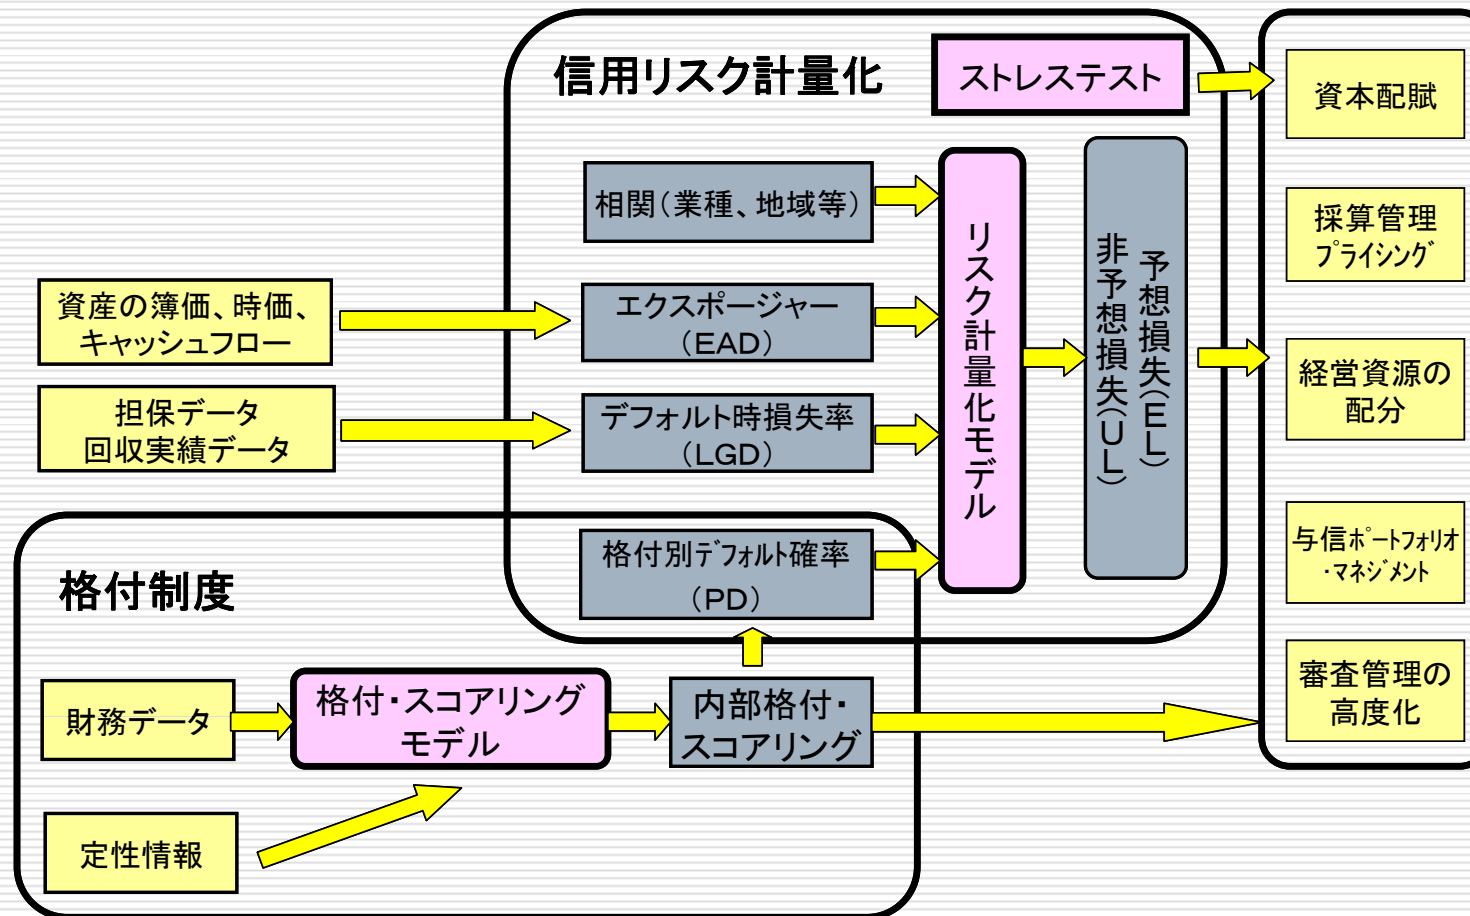 信用リスク計量化
ストレステスト
資本配賦
相関(業種、地域等)
採算管理
プライシング
資産の簿価、時価、
キャッシュフロー
エクスポージャー
(EAD)
リスク計量化モデル
予想損失(EL)
非予想損失(UL)
経営資源の
配分
担保データ
回収実績データ
デフォルト時損失率
(LGD)
格付制度
格付別デフォルト確率
(PD)
与信ポートフォリオ
・マネジメント
財務データ
格付・スコアリング
モデル
内部格付・
スコアリング
審査管理の
高度化
定性情報